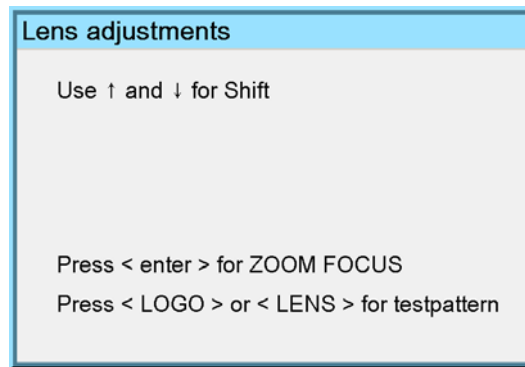 Lens adjustments
Use ↑ and ↓ for Shift
Press < enter > for ZOOM FOCUS
Press < LOGO > or < LENS > for testpattern